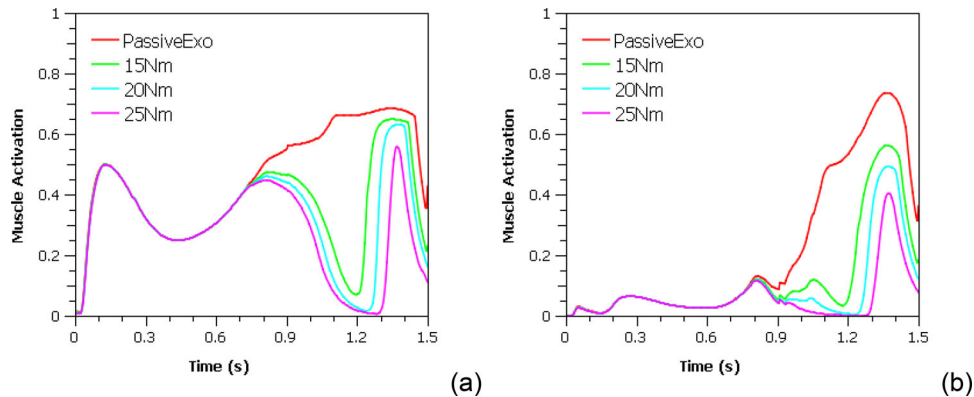 1
0.8
0.6
0.4
0.2
0
Muscle Activation
PassiveExo
15Nm
20Nm
25Nm
0 0.3 0.6 0.9 1.2 1.5
Time (s)
(a)
1
0.8
0.6
0.4
0.2
0
Muscle Activation
PassiveExo
15Nm
20Nm
25Nm
0 0.3 0.6 0.9 1.2 1.5
Time (s)
(b)